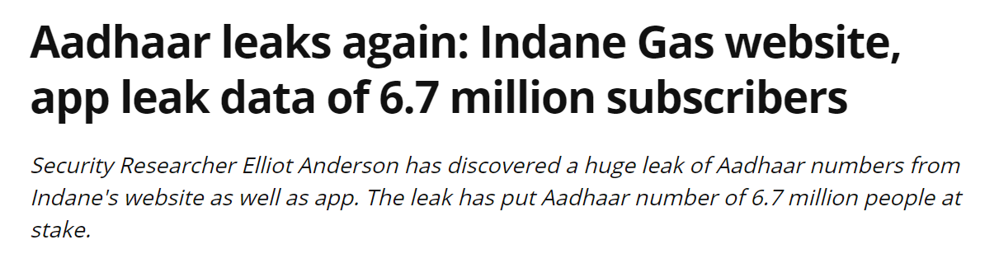 Aadhaar leaks again: Indane Gas website,
app leak data of 6.7 million subscribers
Security Researcher Elliot Anderson has discovered a huge leak of Aadhaar numbers from
Indane's website as well as app. The leak has put Aadhaar number of 6.7 million people at
stake.